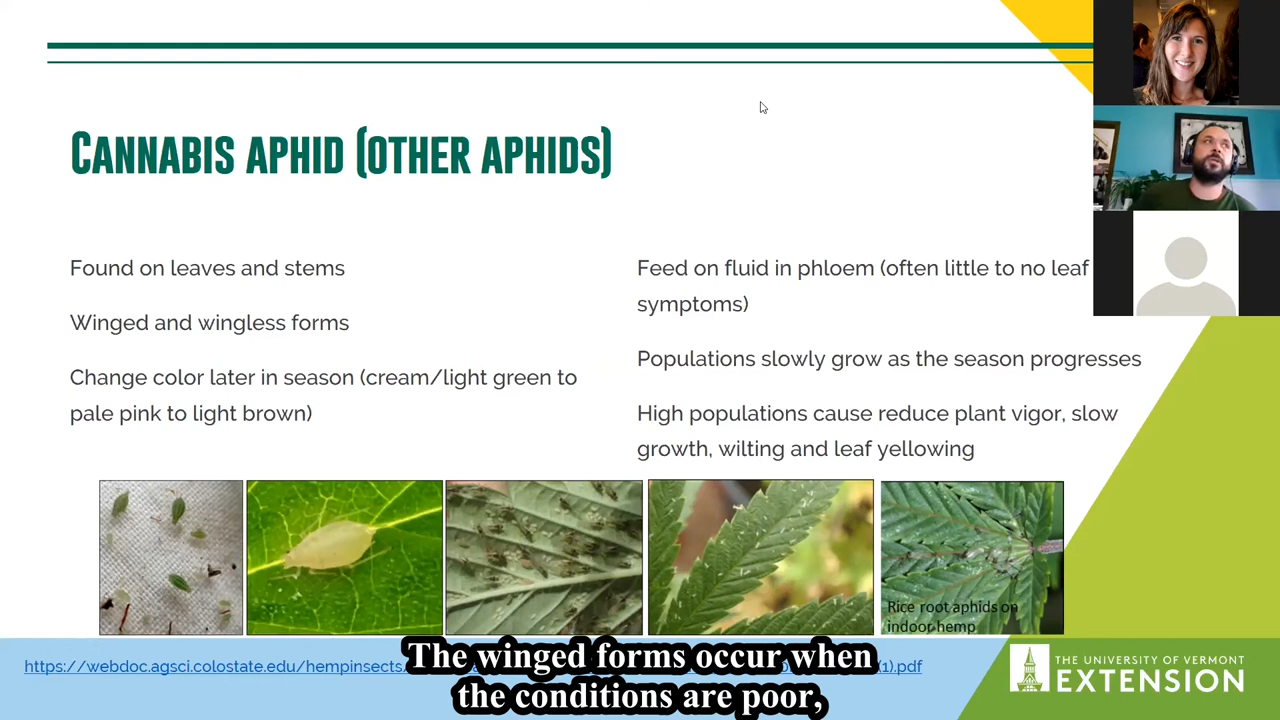 CANNABIS APHID (OTHER APHIDS)
Found on leaves and stems
Winged and wingless forms
Change color later in season (cream/light green to
pale pink to light brown)
Feed on fluid in phloem (often little to no leaf
symptoms)
Populations slowly grow as the season progresses
High populations cause reduce plant vigor, slow
growth, wilting and leaf yellowing
Rice root aphids on
indoor hemp
https://webdoc.agsci.colostate.edu/hempinsects/
(1).pdf
The winged forms occur when
the conditions are poor,
THE UNIVERSITY OF VERMONT
EXTENSION